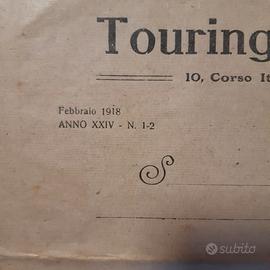 Touring
10, Corso It
Febbraio 1918
ANNO XXIV - N. 1-2
subito